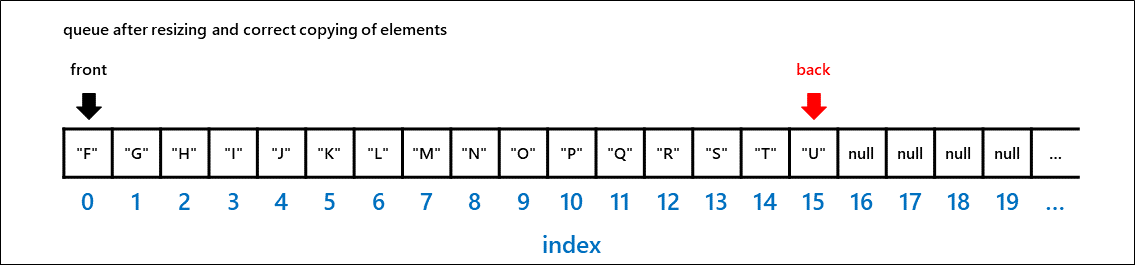 queue after resizing and correct copying of elements
front back
"F" "G" "H" "I" "J" "K" "L" "M" "N" "O" "P" "Q" "R" "S" "T" "U" null null null null ...
0 1 2 3 4 5 6 7 8 9 10 11 12 13 14 15 16 17 18 19 ...
index